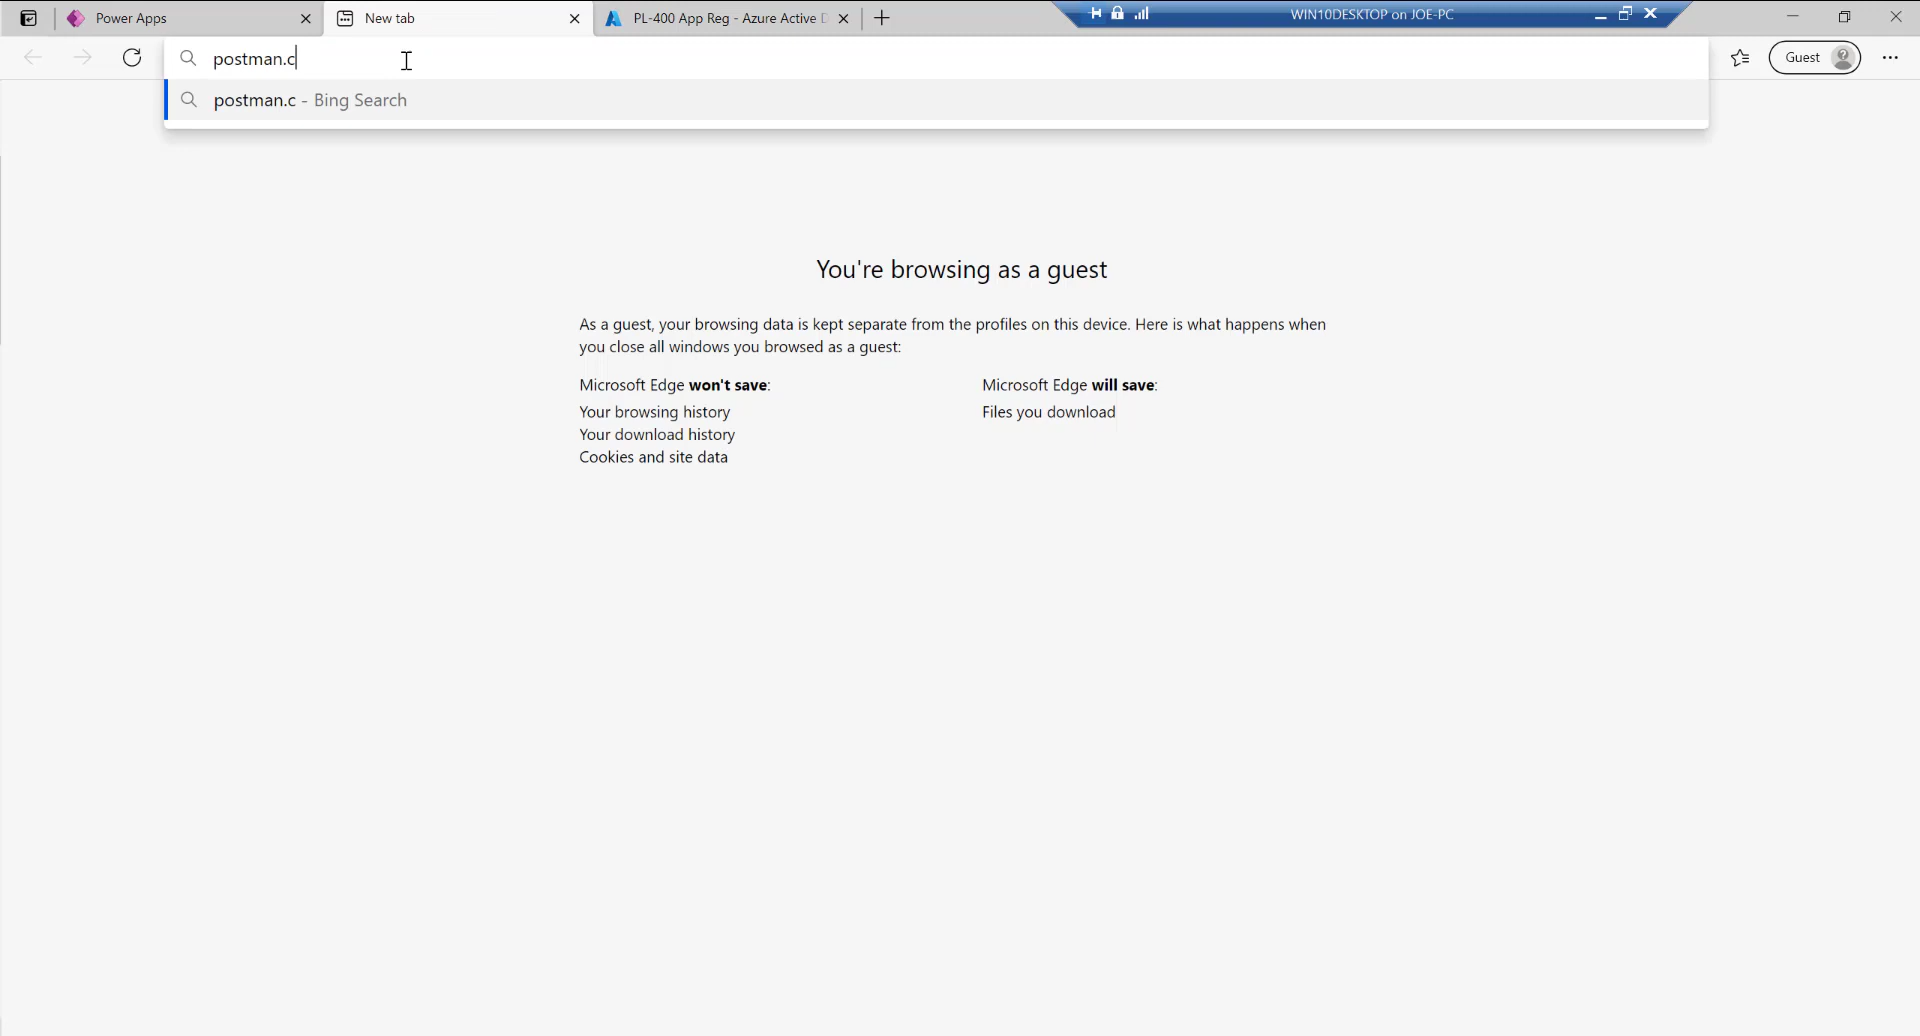 Power Apps
New tab
PL-400 App Reg - Azure Active D
WIN10DESKTOP on JOE-PC
postman.c
Guest
postman.c - Bing Search
You're browsing as a guest
As a guest, your browsing data is kept separate from the profiles on this device. Here is what happens when
you close all windows you browsed as a guest:
Microsoft Edge won't save:
Your browsing history
Your download history
Cookies and site data
Microsoft Edge will save:
Files you download